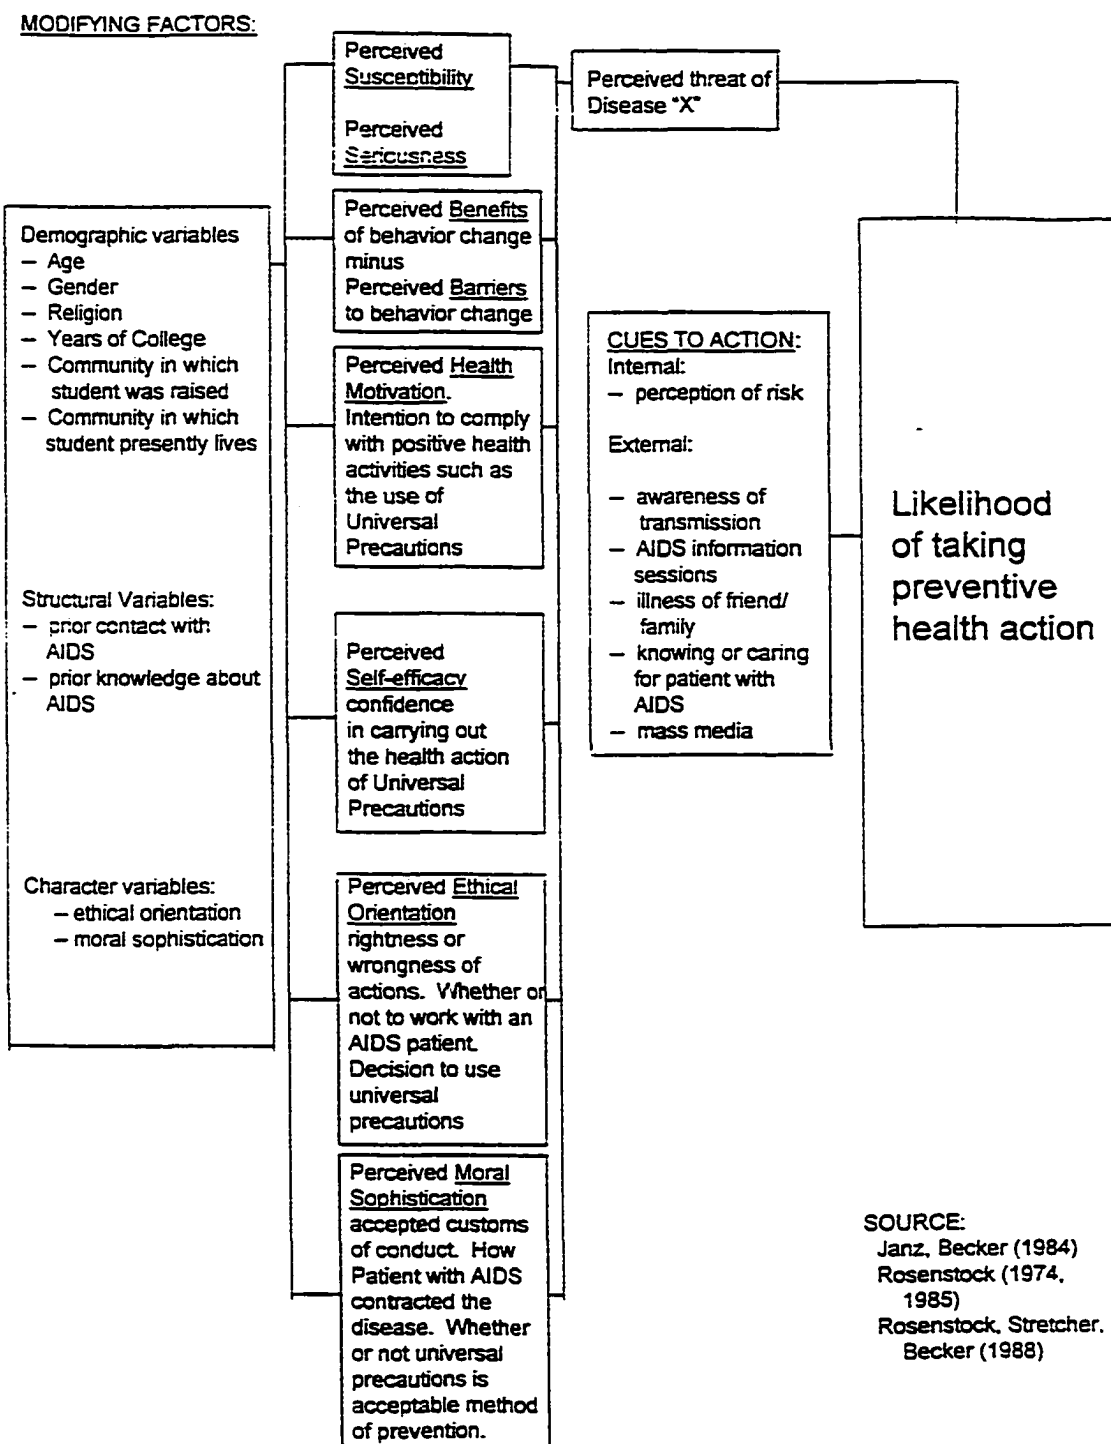 MODIFYING FACTORS:
Perceived
Susceptibility
Perceived
Seriousness
Perceived threat of
Disease "X"
Demographic variables
– Age
– Gender
– Religion
– Years of College
– Community in which
student was raised
– Community in which
student presently lives
Structural Variables:
– prior contact with
AIDS
– prior knowledge about
AIDS
Character variables:
– ethical orientation
– moral sophistication
Perceived Benefits
of behavior change
minus
Perceived Barriers
to behavior change
Perceived Health
Motivation.
Intention to comply
with positive health
activities such as
the use of
Universal
Precautions
Perceived
Self-efficacy
confidence
in carrying out
the health action
of Universal
Precautions
Perceived Ethical
Orientation
rightness or
wrongness of
actions. Whether or
not to work with an
AIDS patient.
Decision to use
universal
precautions
Perceived Moral
Sophistication
accepted customs
of conduct. How
Patient with AIDS
contracted the
disease. Whether
or not universal
precautions is
acceptable method
of prevention.
CUES TO ACTION:
Internal:
– perception of risk
External:
– awareness of
transmission
– AIDS information
sessions
– illness of friend/
family
– knowing or caring
for patient with
AIDS
– mass media
Likelihood
of taking
preventive
health action
SOURCE:
Janz, Becker (1984)
Rosenstock (1974,
1985)
Rosenstock, Stretcher,
Becker (1988)